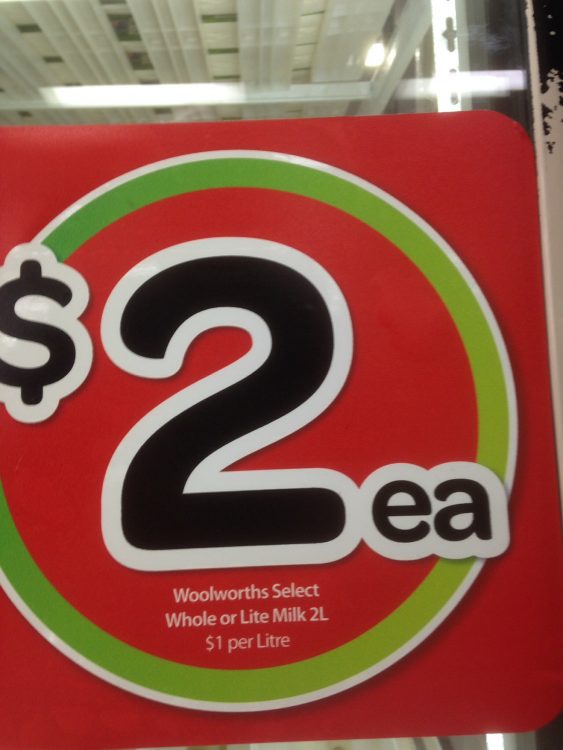 $2ea
Woolworths Select
Whole or Lite Milk 2L
$1 per Litre